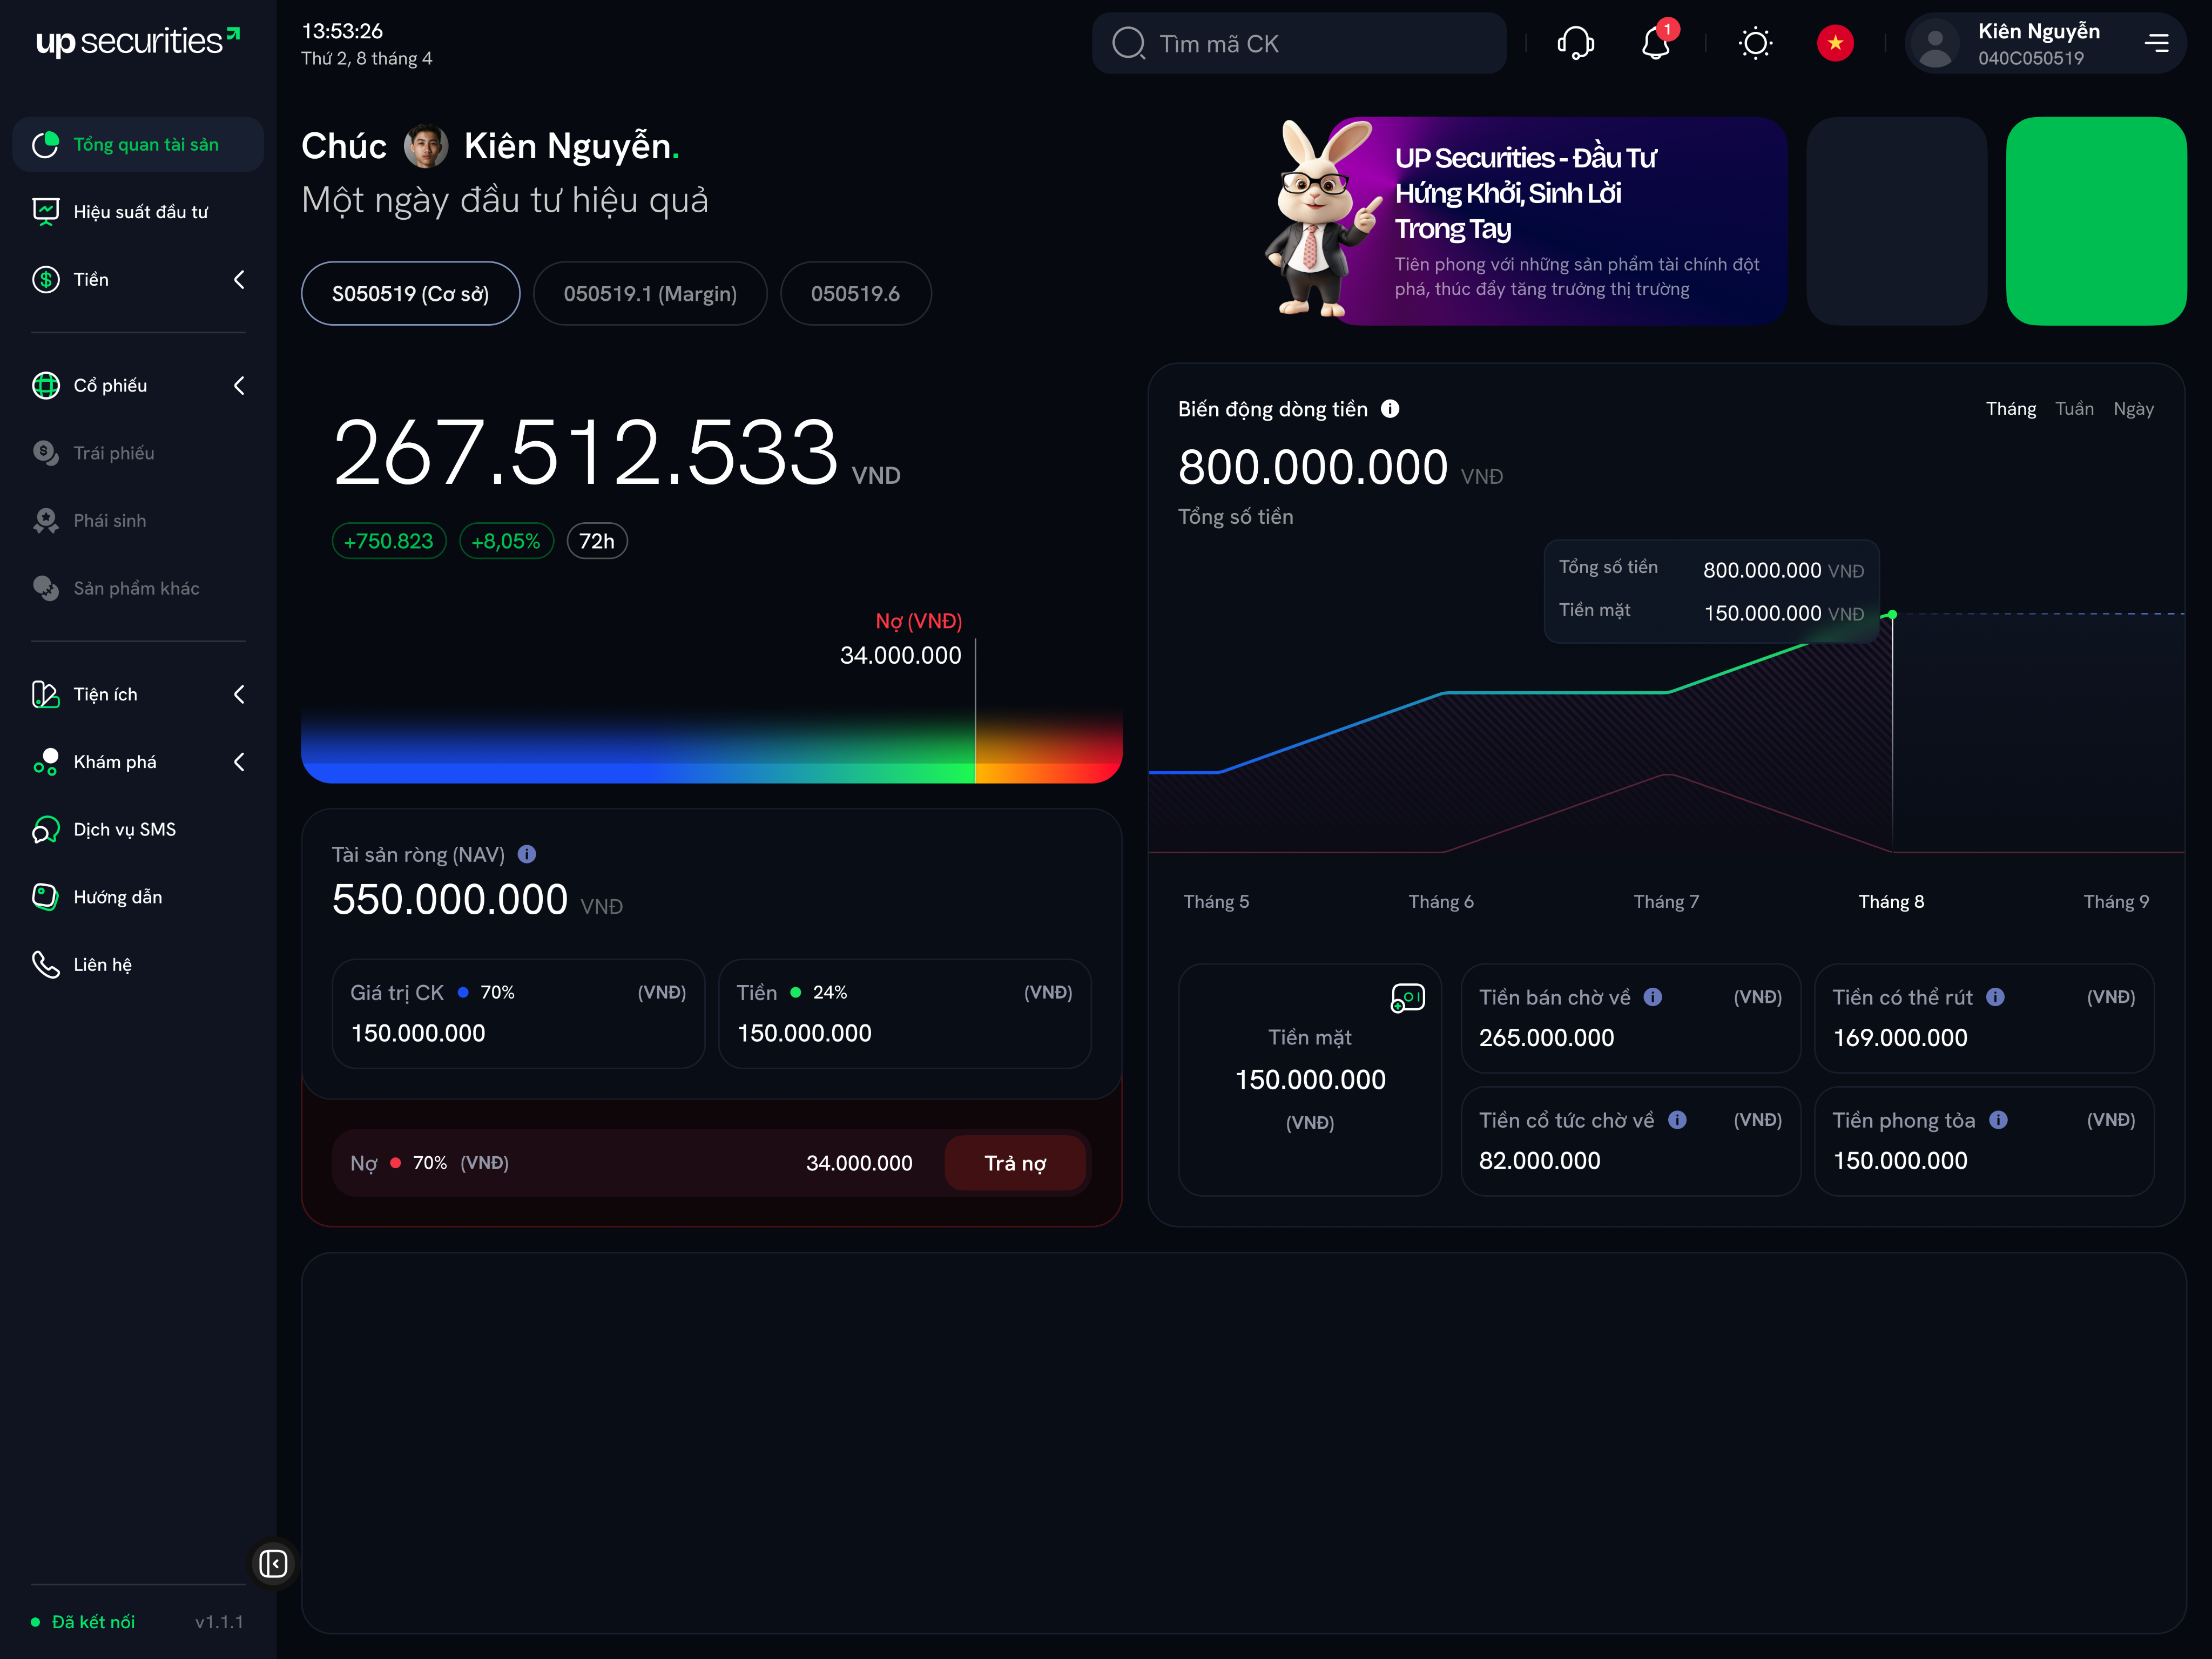 up securities
Tổng quan tài sản
Hiệu suất đầu tư
Tiền
Cổ phiếu
Trái phiếu
Phái sinh
Sản phẩm khác
Tiện ích
Khám phá
Dịch vụ SMS
Hướng dẫn
Liên hệ
Đã kết nối v1.1.1
13:53:26
Thứ 2, 8 tháng 4
Tìm mã CK
1
Kiên Nguyễn
040C050519
Chúc Kiên Nguyễn.
Một ngày đầu tư hiệu quả
S050519 (Cơ sở) 050519.1 (Margin) 050519.6
UP Securities - Đầu Tư
Hứng Khởi, Sinh Lời
Trong Tay
Tiên phong với những sản phẩm tài chính đột
phá, thúc đẩy tăng trưởng thị trường
267.512.533 VND
+750.823 +8,05% 72h
Nợ (VNĐ)
34.000.000
Tài sản ròng (NAV)
550.000.000 VNĐ
Giá trị CK 70% (VNĐ)
150.000.000
Tiền 24% (VNĐ)
150.000.000
Nợ 70% (VNĐ) 34.000.000 Trả nợ
Biến động dòng tiền
Tháng Tuần Ngày
800.000.000 VNĐ
Tổng số tiền
Tổng số tiền 800.000.000 VNĐ
Tiền mặt 150.000.000 VNĐ
Tháng 5 Tháng 6 Tháng 7 Tháng 8 Tháng 9
Tiền mặt
150.000.000
(VNĐ)
Tiền bán chờ về (VNĐ)
265.000.000
Tiền có thể rút (VNĐ)
169.000.000
Tiền cổ tức chờ về (VNĐ)
82.000.000
Tiền phong tỏa (VNĐ)
150.000.000